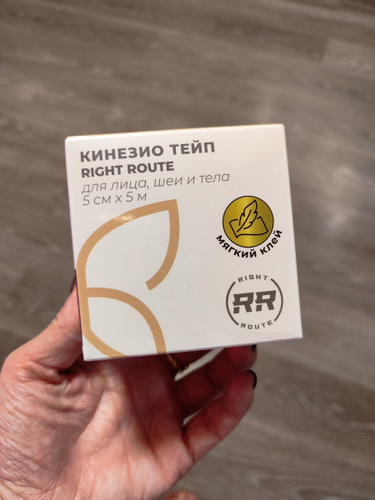 КИНЕЗИО ТЕЙП
RIGHT ROUTE
для лица, шеи и тела
5 см х 5 м
МЯГКИЙ КЛЕЙ
RIGHT
RR
ROUTE